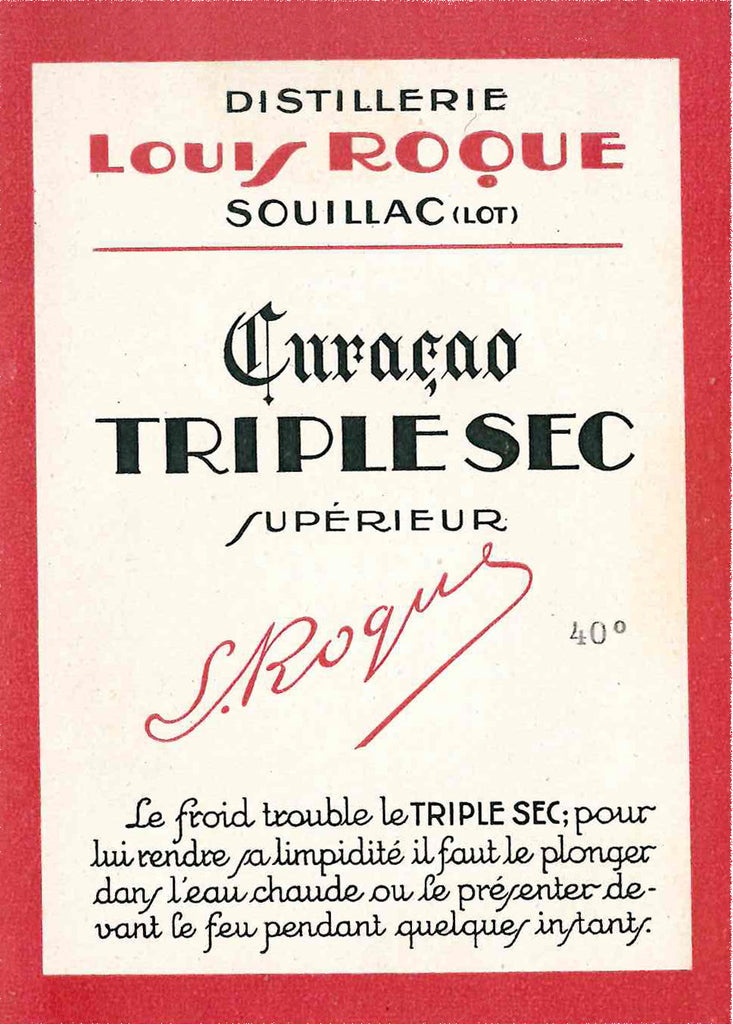 DISTILLERIE
LOUIS ROQUE
SOUILLAC (LOT)
Curaçao
TRIPLE SEC
SUPÉRIEUR
S. Roques
40°
Le froid trouble le TRIPLE SEC; pour
lui rendre sa limpidité il faut le plonger
dans l'eau chaude ou le présenter de-
vant le feu pendant quelques instants.